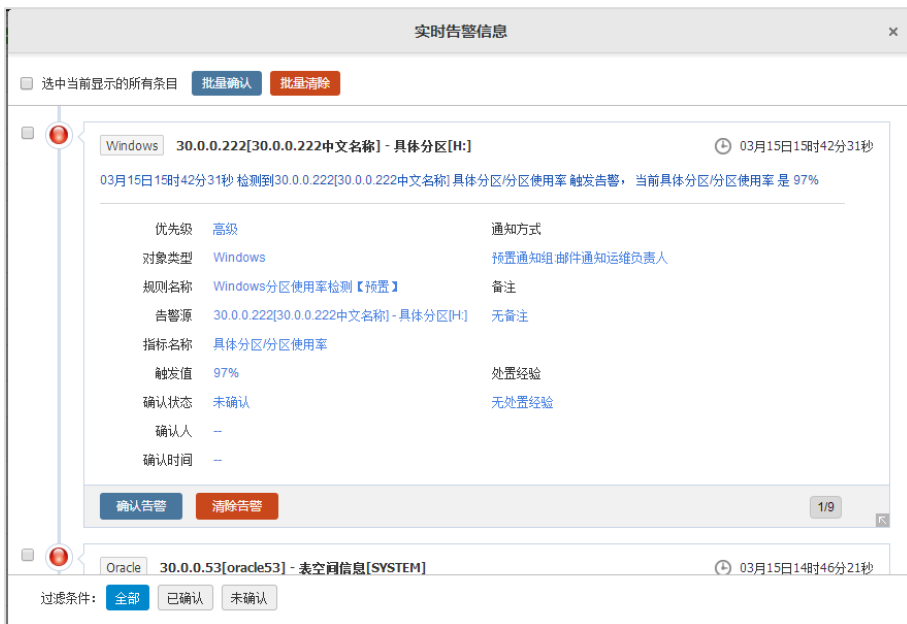 实时告警信息 ×
选中当前显示的所有条目 批量确认 批量清除
Windows 30.0.0.222[30.0.0.222中文名称] - 具体分区[H:] 03月15日15时42分31秒
03月15日15时42分31秒 检测到30.0.0.222[30.0.0.222中文名称] 具体分区/分区使用率 触发告警， 当前具体分区/分区使用率 是 97%
优先级 高级 通知方式
对象类型 Windows 预置通知组:邮件通知运维负责人
规则名称 Windows分区使用率检测【预置】 备注
告警源 30.0.0.222[30.0.0.222中文名称] - 具体分区[H:] 无备注
指标名称 具体分区/分区使用率
触发值 97% 处置经验
确认状态 未确认 无处置经验
确认人 --
确认时间 --
确认告警 清除告警 1/9
Oracle 30.0.0.53[oracle53] - 表空间信息[SYSTEM] 03月15日14时46分21秒
过滤条件： 全部 已确认 未确认